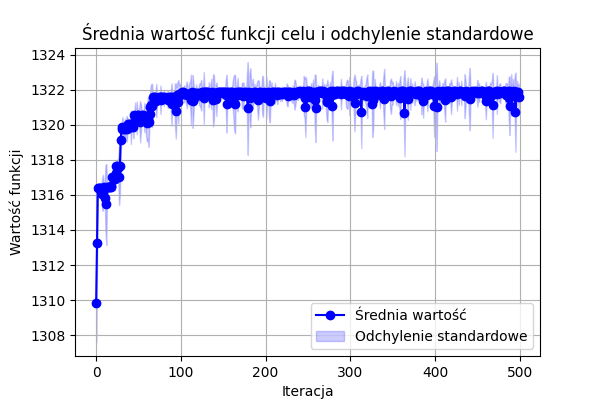 Średnia wartość funkcji celu i odchylenie standardowe
1324
1322
1320
1318
1316
1314
1312
1310
1308
Wartość funkcji
Średnia wartość
Odchylenie standardowe
0 100 200 300 400 500
Iteracja